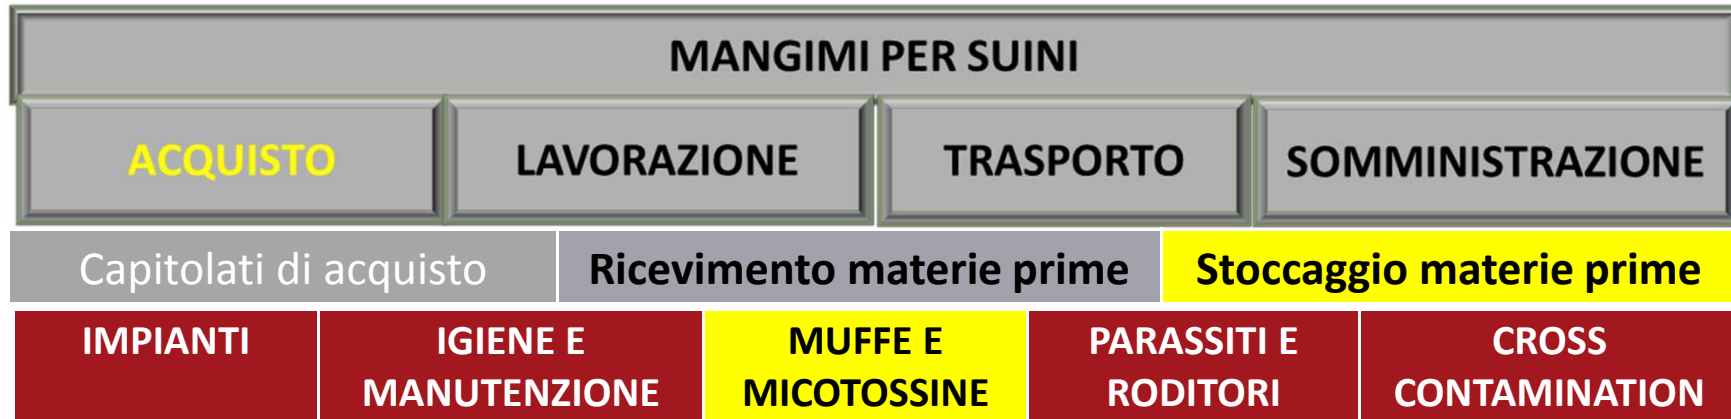 MANGIMI PER SUINI
ACQUISTO LAVORAZIONE TRASPORTO SOMMINISTRAZIONE
Capitolati di acquisto Ricevimento materie prime Stoccaggio materie prime
IMPIANTI IGIENE E MUFFE E PARASSITI E CROSS
MANUTENZIONE MICOTOSSINE RODITORI CONTAMINATION